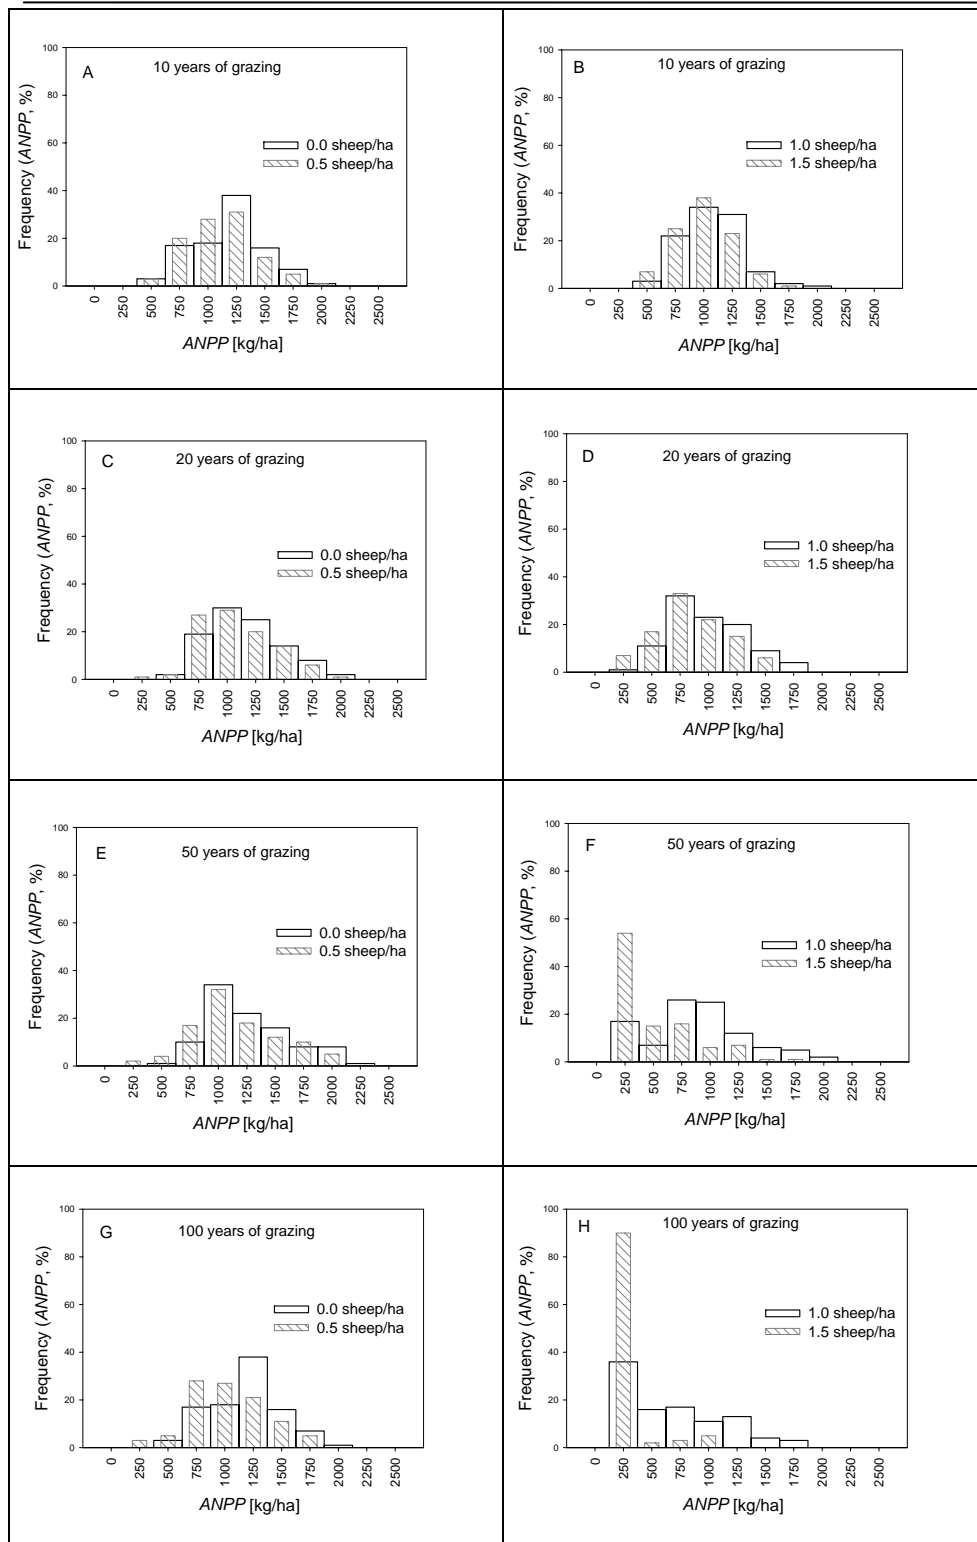 A
10 years of grazing
Frequency (ANPP, %)
100
80
60
40
20
0
0.0 sheep/ha
0.5 sheep/ha
0 250 500 750 1000 1250 1500 1750 2000 2500
ANPP [kg/ha]
B
10 years of grazing
Frequency (ANPP, %)
100
80
60
40
20
0
1.0 sheep/ha
1.5 sheep/ha
0 250 500 750 1000 1250 1500 1750 2000 2500
ANPP [kg/ha]
C
20 years of grazing
Frequency (ANPP, %)
100
80
60
40
20
0
0.0 sheep/ha
0.5 sheep/ha
0 250 500 750 1000 1250 1500 1750 2000 2500
ANPP [kg/ha]
D
20 years of grazing
Frequency (ANPP, %)
100
80
60
40
20
0
1.0 sheep/ha
1.5 sheep/ha
0 250 500 750 1000 1250 1500 1750 2000 2500
ANPP [kg/ha]
E
50 years of grazing
Frequency (ANPP, %)
100
80
60
40
20
0
0.0 sheep/ha
0.5 sheep/ha
0 250 500 750 1000 1250 1500 1750 2000 2500
ANPP [kg/ha]
F
50 years of grazing
Frequency (ANPP, %)
100
80
60
40
20
0
1.0 sheep/ha
1.5 sheep/ha
0 250 500 750 1000 1250 1500 1750 2000 2500
ANPP [kg/ha]
G
100 years of grazing
Frequency (ANPP, %)
100
80
60
40
20
0
0.0 sheep/ha
0.5 sheep/ha
0 250 500 750 1000 1250 1500 1750 2000 2500
ANPP [kg/ha]
H
100 years of grazing
Frequency (ANPP, %)
100
80
60
40
20
0
1.0 sheep/ha
1.5 sheep/ha
0 250 500 750 1000 1250 1500 1750 2000 2500
ANPP [kg/ha]